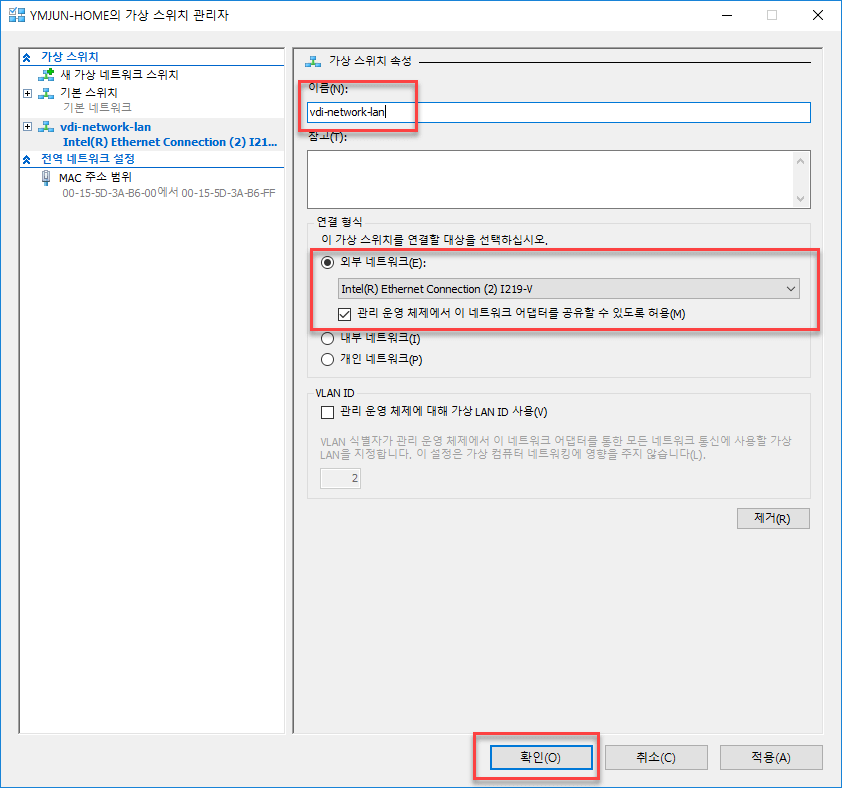 YMJUN-HOME의 가상 스위치 관리자
가상 스위치
새 가상 네트워크 스위치
기본 스위치
기본 네트워크
vdi-network-lan
Intel(R) Ethernet Connection (2) I21...
전역 네트워크 설정
MAC 주소 범위
00-15-5D-3A-B6-00에서 00-15-5D-3A-B6-FF
가상 스위치 속성
이름(N):
vdi-network-lan
참고(T):
연결 형식
이 가상 스위치를 연결할 대상을 선택하십시오.
외부 네트워크(E):
Intel(R) Ethernet Connection (2) I219-V
관리 운영 체제에서 이 네트워크 어댑터를 공유할 수 있도록 허용(M)
내부 네트워크(I)
개인 네트워크(P)
VLAN ID
관리 운영 체제에 대해 가상 LAN ID 사용(V)
VLAN 식별자가 관리 운영 체제에서 이 네트워크 어댑터를 통한 모든 네트워크 통신에 사용할 가상
LAN을 지정합니다. 이 설정은 가상 컴퓨터 네트워킹에 영향을 주지 않습니다(L).
2
제거(R)
확인(O)
취소(C)
적용(A)